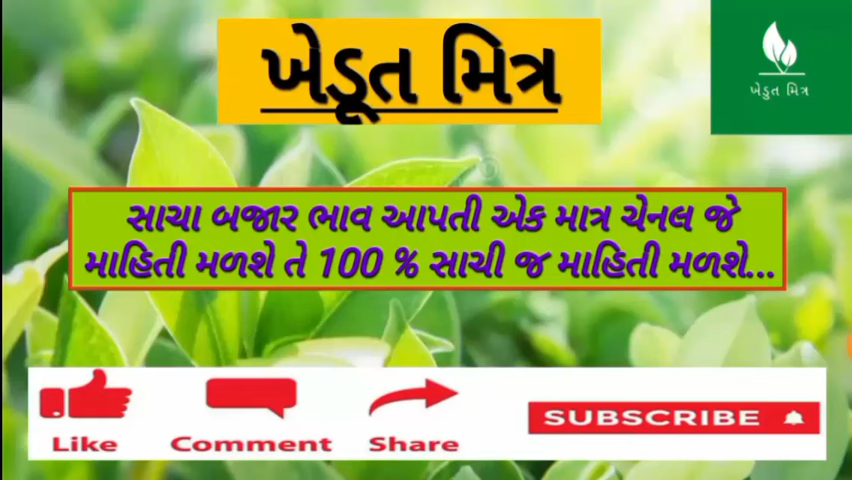 ખેડૂત મિત્ર
ખેડુત મિત્ર
સાચા બજાર ભાવ આપતી એક માત્ર ચેનલ જે
માહિતી મળશે તે 100 % સાચી જ માહિતી મળશે...
Like Comment Share SUBSCRIBE